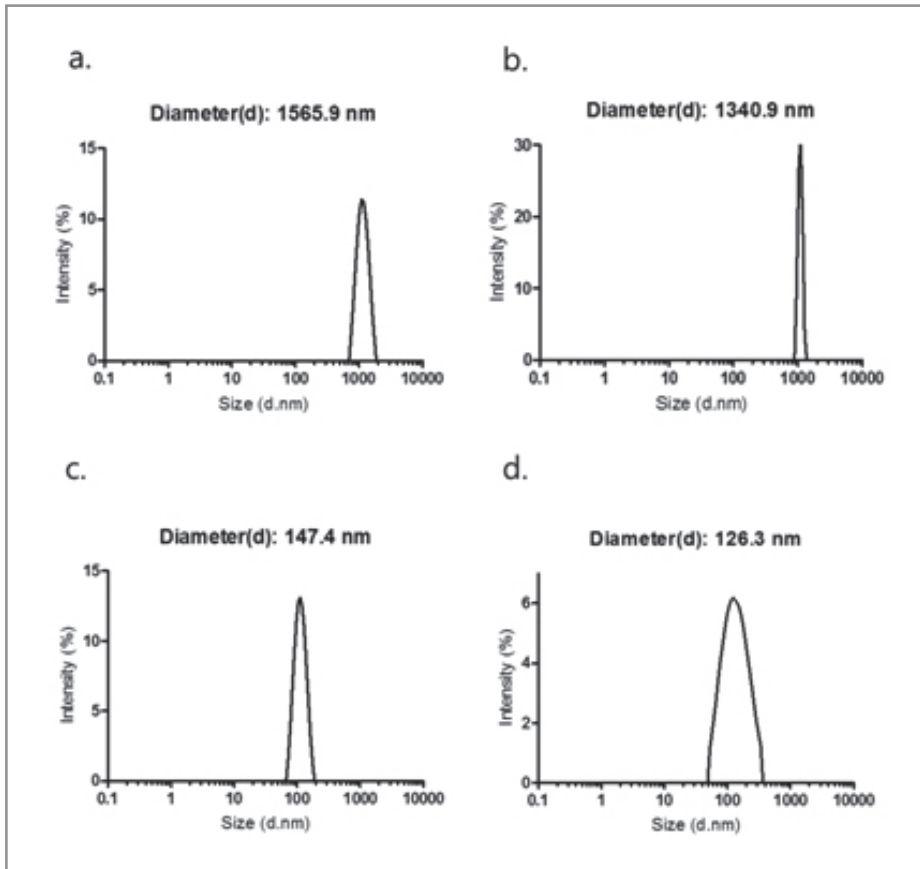 a.
Diameter(d): 1565.9 nm
15
10
5
0
Intensity (%)
0.1 1 10 100 1000 10000
Size (d.nm)
b.
Diameter(d): 1340.9 nm
30
20
10
0
Intensity (%)
0.1 1 10 100 1000 10000
Size (d.nm)
c.
Diameter(d): 147.4 nm
15
10
5
0
Intensity (%)
0.1 1 10 100 1000 10000
Size (d.nm)
d.
Diameter(d): 126.3 nm
6
4
2
0
Intensity (%)
0.1 1 10 100 1000 10000
Size (d.nm)